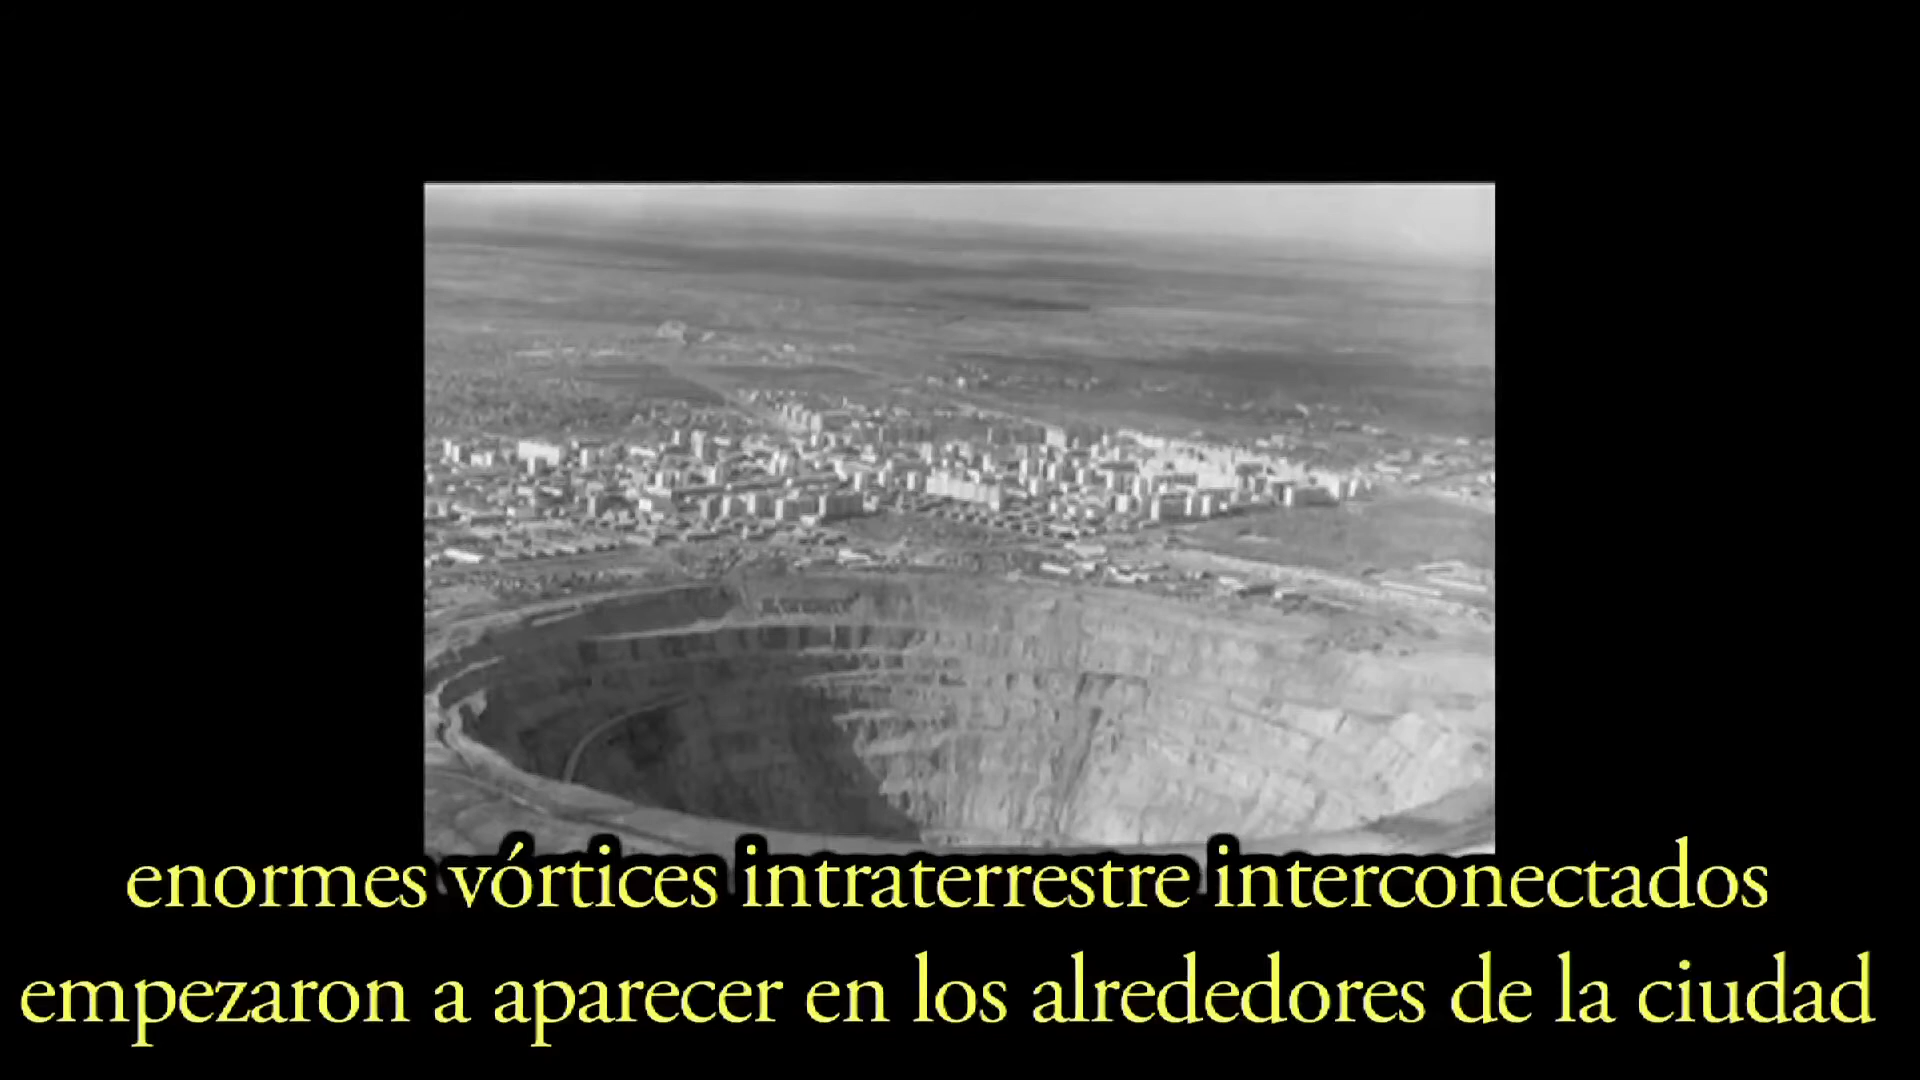 enormes vórtices intraterrestre interconectados
empezaron a aparecer en los alrededores de la ciudad